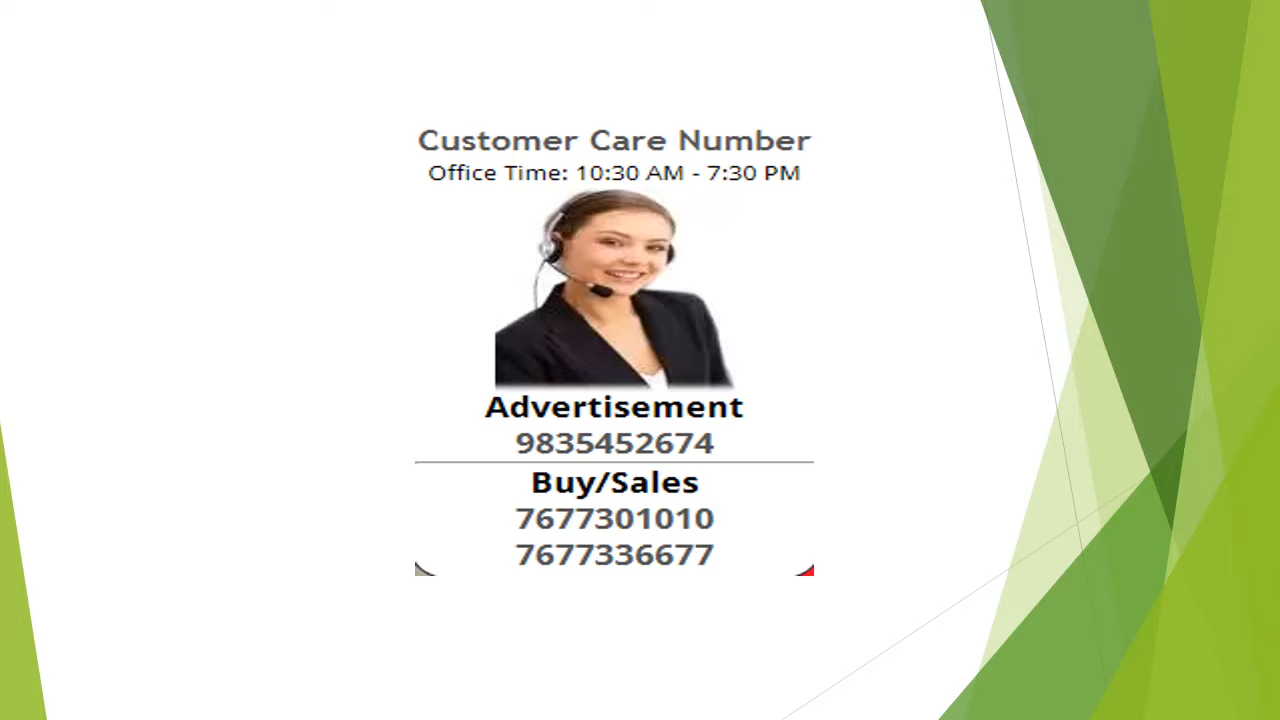 Customer Care Number
Office Time: 10:30 AM - 7:30 PM
Advertisement
9835452674
Buy/Sales
7677301010
7677336677